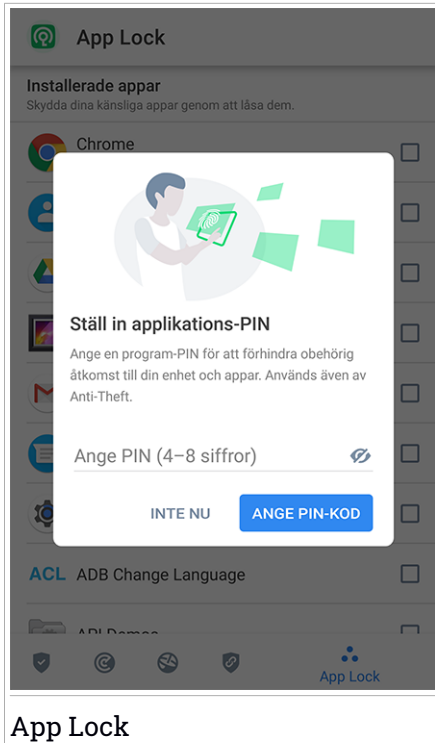 App Lock
Installerade appar
Skydda dina känsliga appar genom att låsa dem.
Chrome
Ställ in applikations-PIN
Ange en program-PIN för att förhindra obehörig
åtkomst till din enhet och appar. Används även av
Anti-Theft.
Ange PIN (4–8 siffror)
INTE NU
ANGE PIN-KOD
ACL ADB Change Language
API Demos
App Lock
App Lock